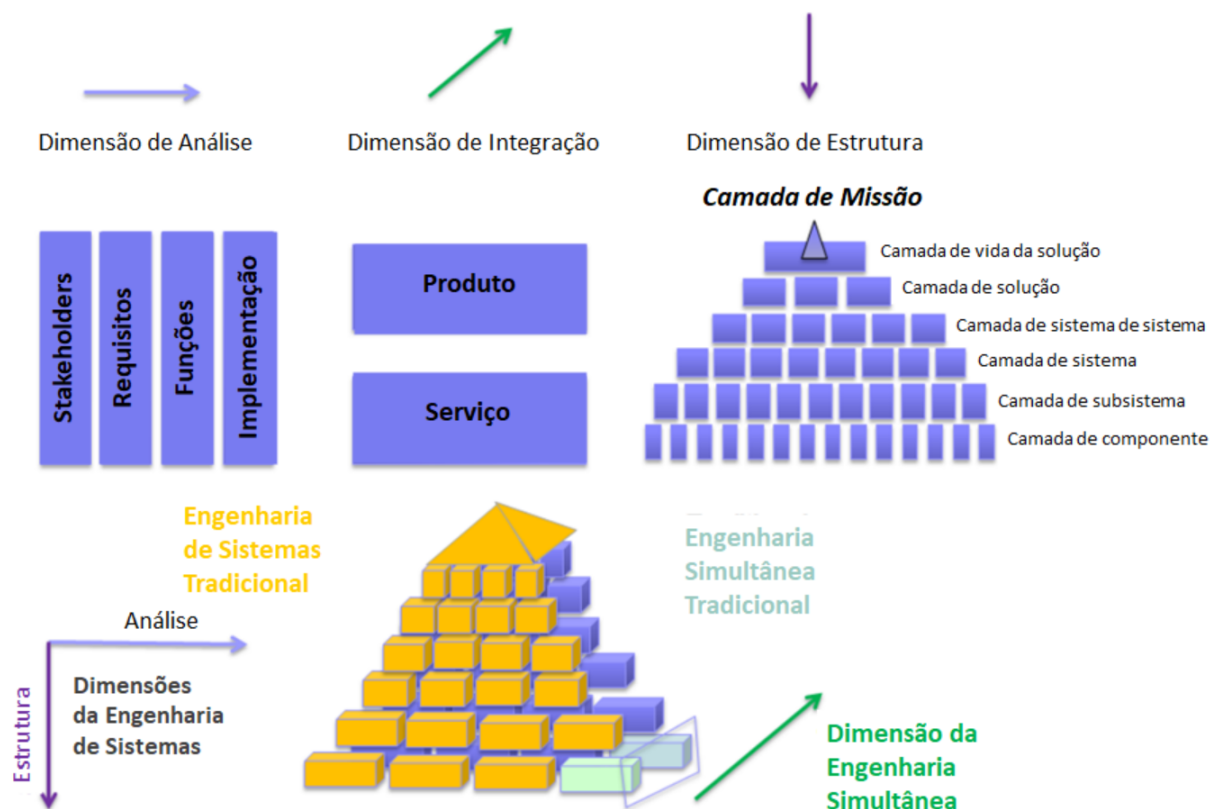 Dimensão de Análise
Dimensão de Integração
Dimensão de Estrutura
Stakeholders
Requisitos
Funções
Implementação
Produto
Serviço
Camada de Missão
Camada de vida da solução
Camada de solução
Camada de sistema de sistema
Camada de sistema
Camada de subsistema
Camada de componente
Engenharia
de Sistemas
Tradicional
Engenharia
Simultânea
Tradicional
Análise
Estrutura
Dimensões
da Engenharia
de Sistemas
Dimensão da
Engenharia
Simultânea